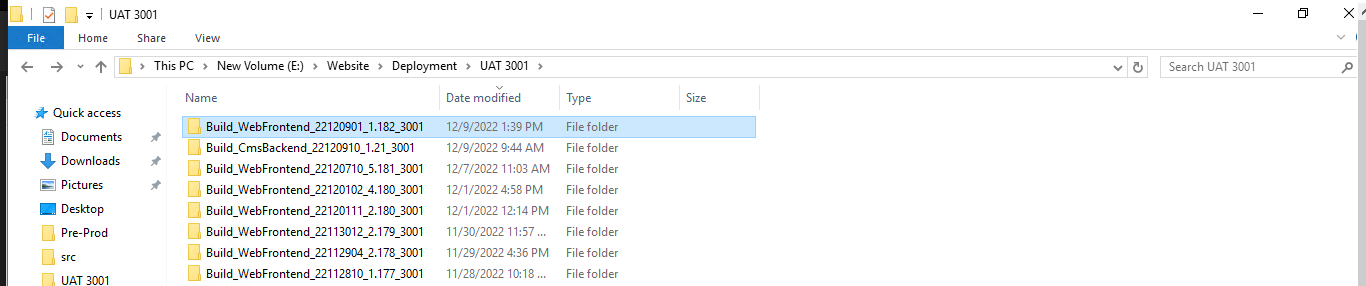 UAT 3001
File Home Share View
This PC New Volume (E:) Website Deployment UAT 3001 Search UAT 3001
Name Date modified Type Size
Quick access
Documents
Downloads
Pictures
Desktop
Pre-Prod
src
UAT 3001
Build_WebFrontend_22120901_1.182_3001 12/9/2022 1:39 PM File folder
Build_CmsBackend_22120910_1.21_3001 12/9/2022 9:44 AM File folder
Build_WebFrontend_22120710_5.181_3001 12/7/2022 11:03 AM File folder
Build_WebFrontend_22120102_4.180_3001 12/1/2022 4:58 PM File folder
Build_WebFrontend_22120111_2.180_3001 12/1/2022 12:14 PM File folder
Build_WebFrontend_22113012_2.179_3001 11/30/2022 11:57 ... File folder
Build_WebFrontend_22112904_2.178_3001 11/29/2022 4:36 PM File folder
Build_WebFrontend_22112810_1.177_3001 11/28/2022 10:18 ... File folder